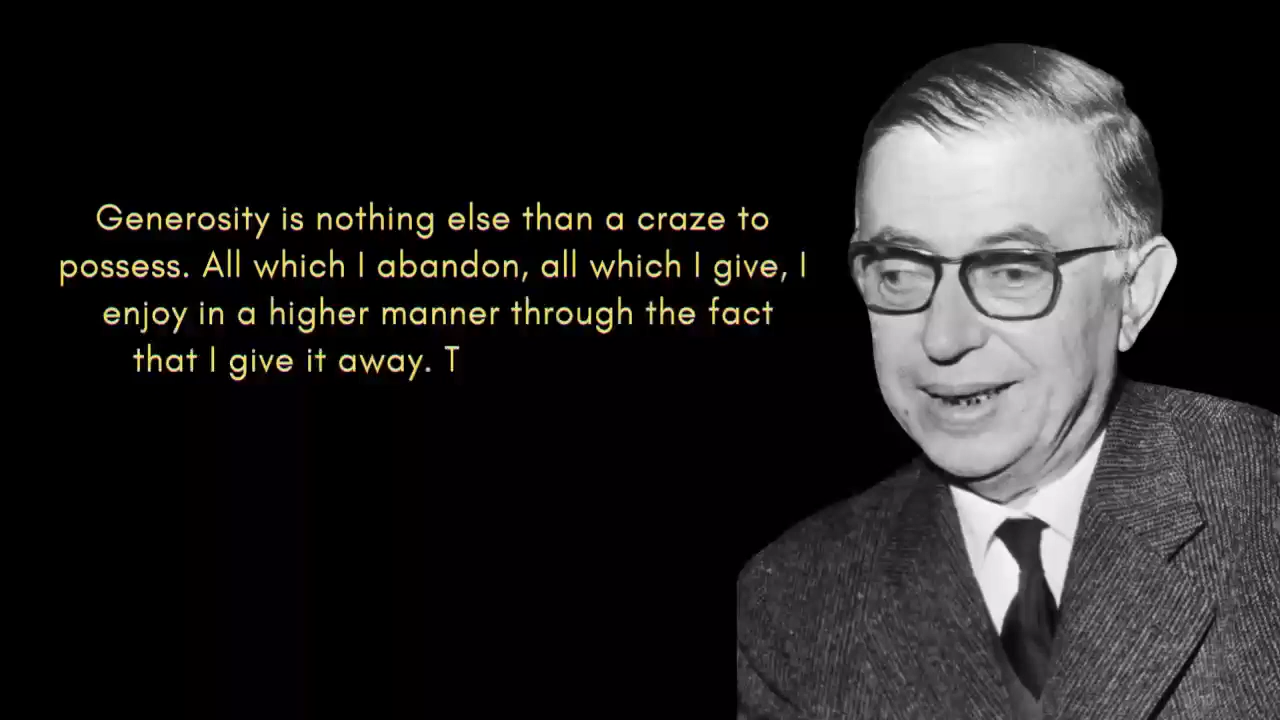 Generosity is nothing else than a craze to
possess. All which I abandon, all which I give, I
enjoy in a higher manner through the fact
that I give it away. T